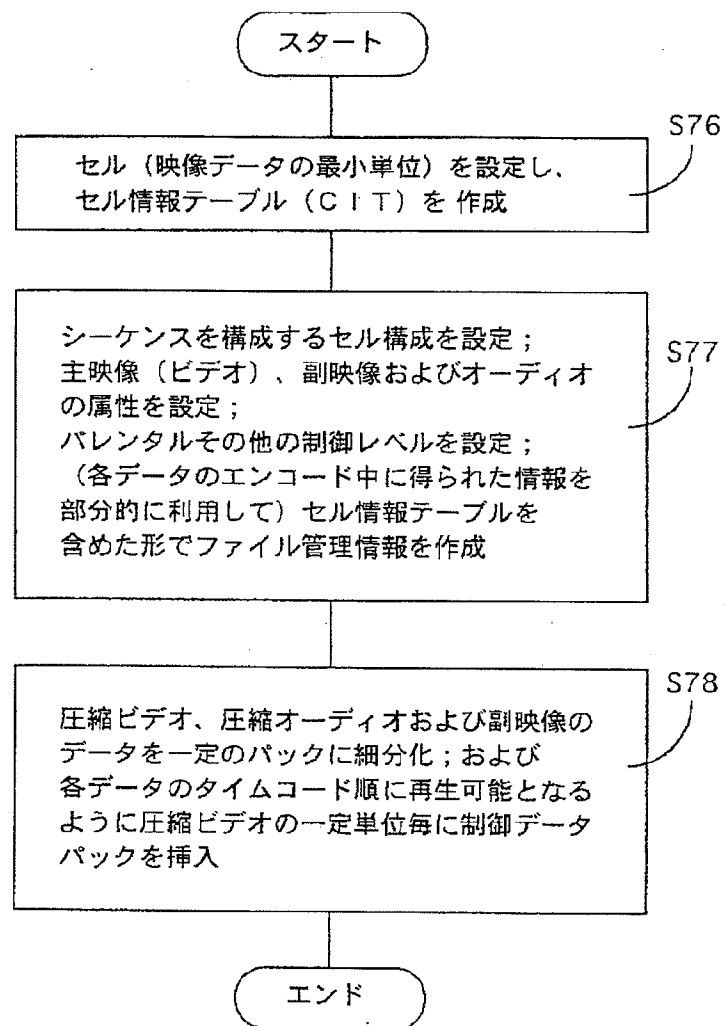 スタート
S76
セル（映像データの最小単位）を設定し、
セル情報テーブル（CIT）を 作成
S77
シーケンスを構成するセル構成を設定；
主映像（ビデオ）、副映像およびオーディオ
の属性を設定；
パレンタルその他の制御レベルを設定；
（各データのエンコード中に得られた情報を
部分的に利用して）セル情報テーブルを
含めた形でファイル管理情報を作成
S78
圧縮ビデオ、圧縮オーディオおよび副映像の
データを一定のパックに細分化；および
各データのタイムコード順に再生可能となる
ように圧縮ビデオの一定単位毎に制御データ
パックを挿入
エンド